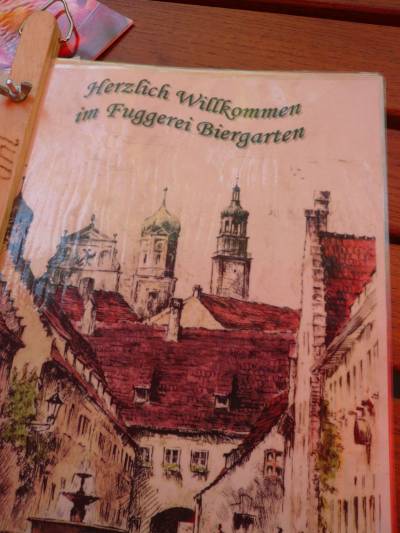 Herzlich Willkommen
im Fuggerei Biergarten